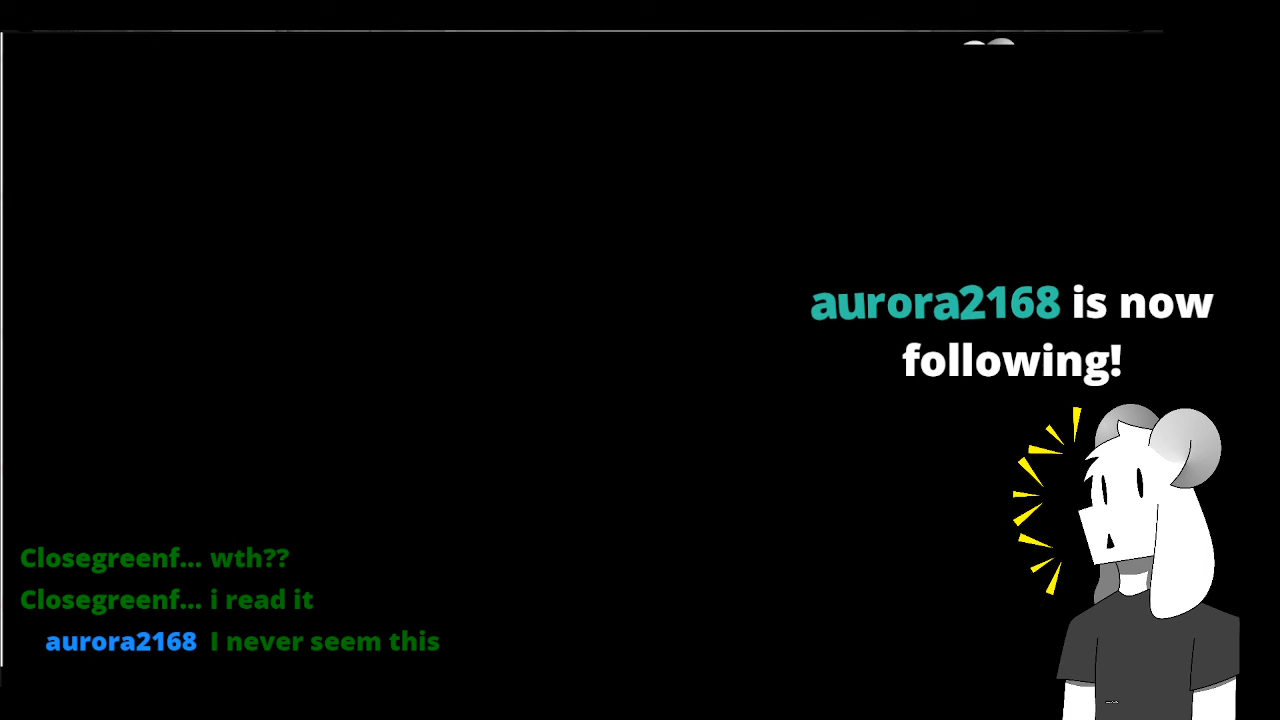 aurora2168 is now
following!
Closegreenf... wth??
Closegreenf... i read it
aurora2168 I never seem this